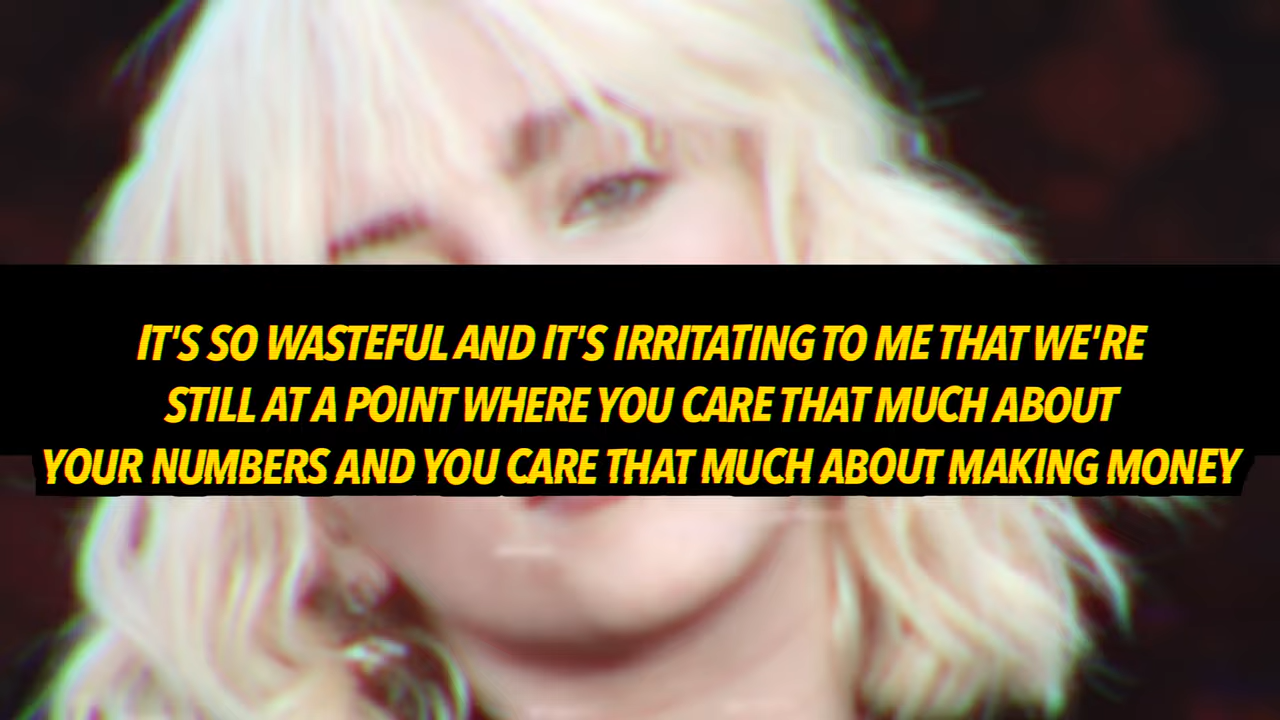 IT'S SO WASTEFUL AND IT'S IRRITATING TO ME THAT WE'RE
STILL AT A POINT WHERE YOU CARE THAT MUCH ABOUT
YOUR NUMBERS AND YOU CARE THAT MUCH ABOUT MAKING MONEY